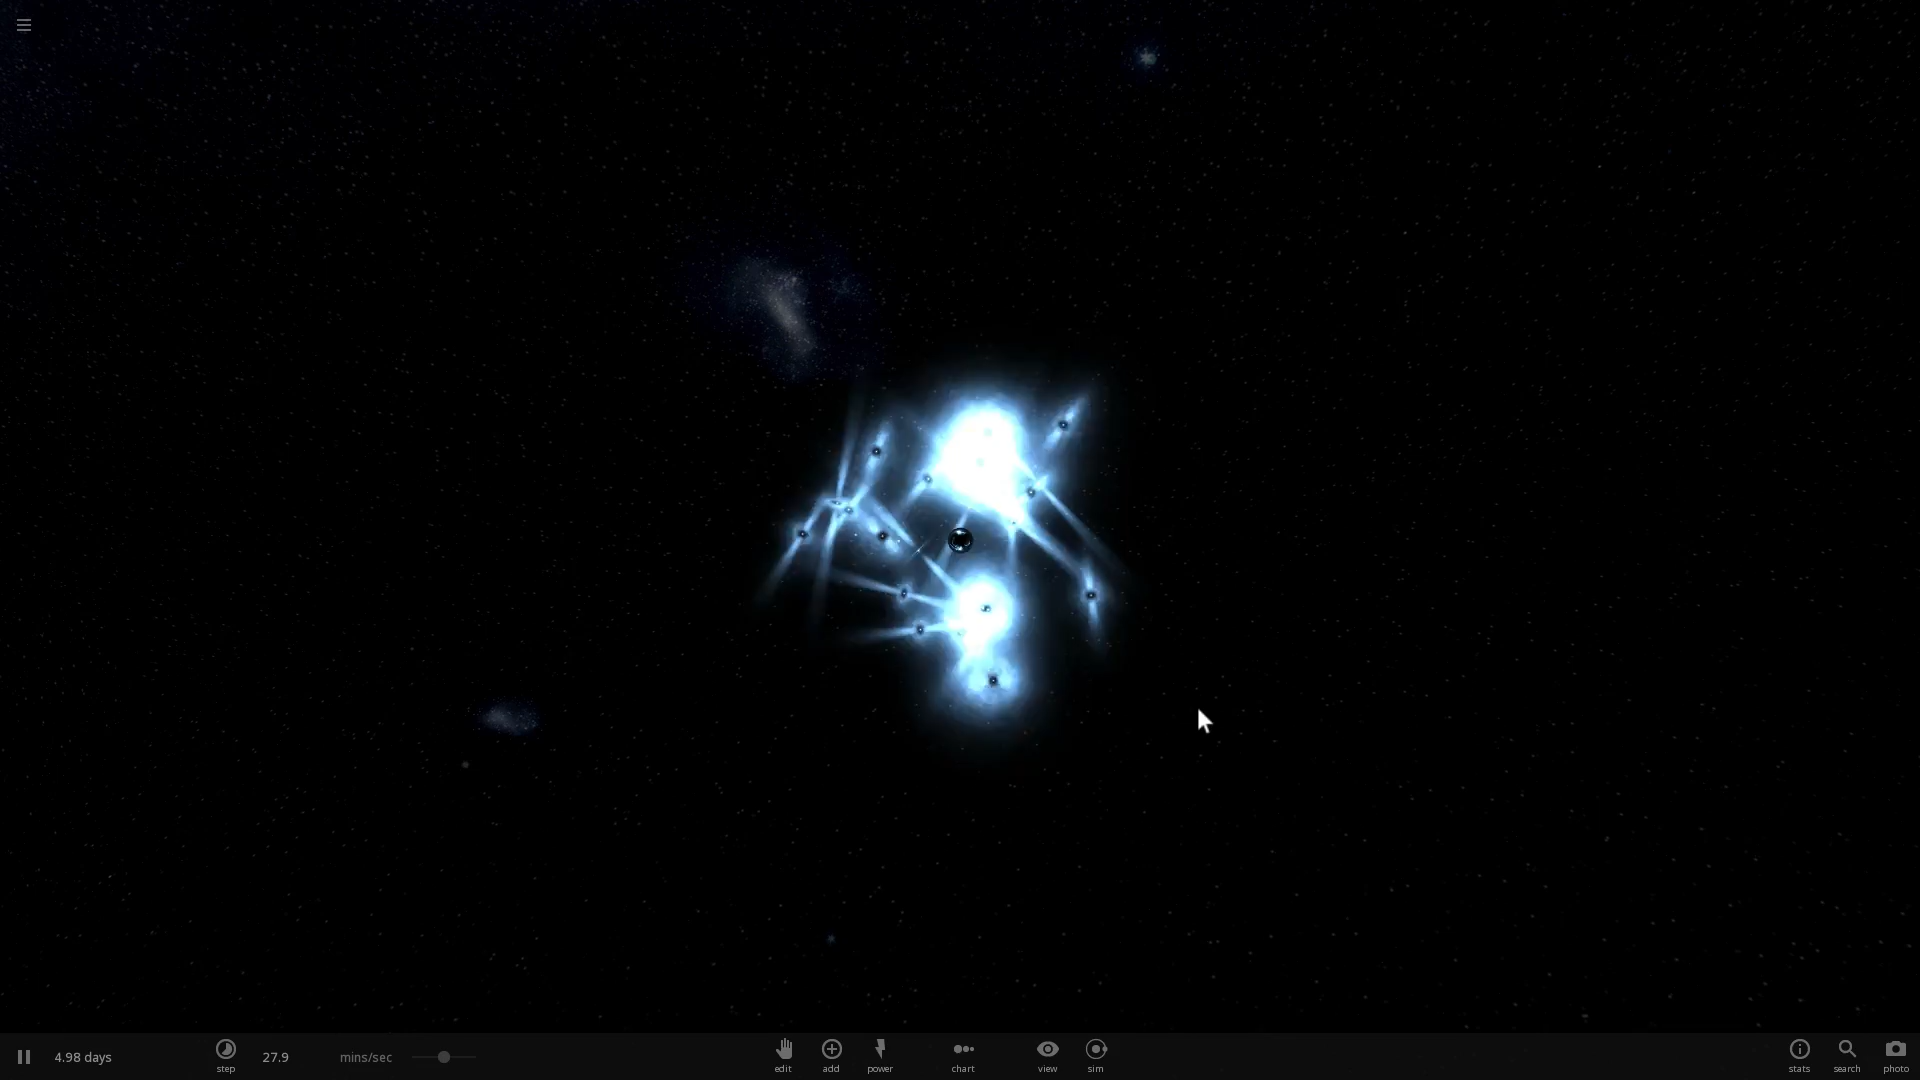 4.98 days
step
27.9
mins/sec
edit
add
power
chart
view
sim
stats
search
photo